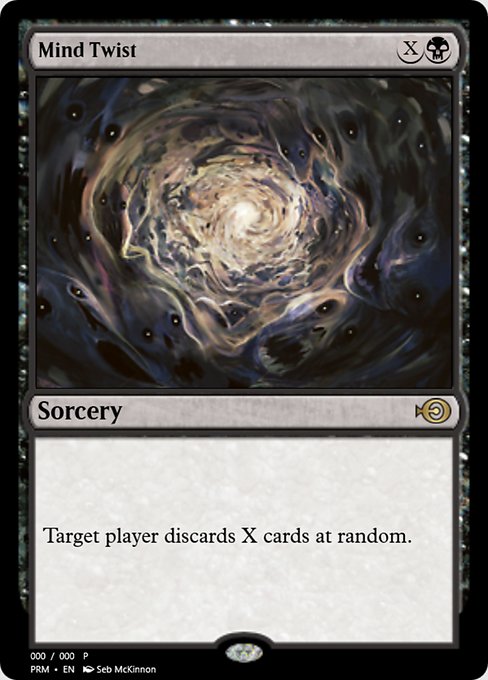 Mind Twist X
Sorcery
Target player discards X cards at random.
000 / 000 P
PRM • EN Seb McKinnon